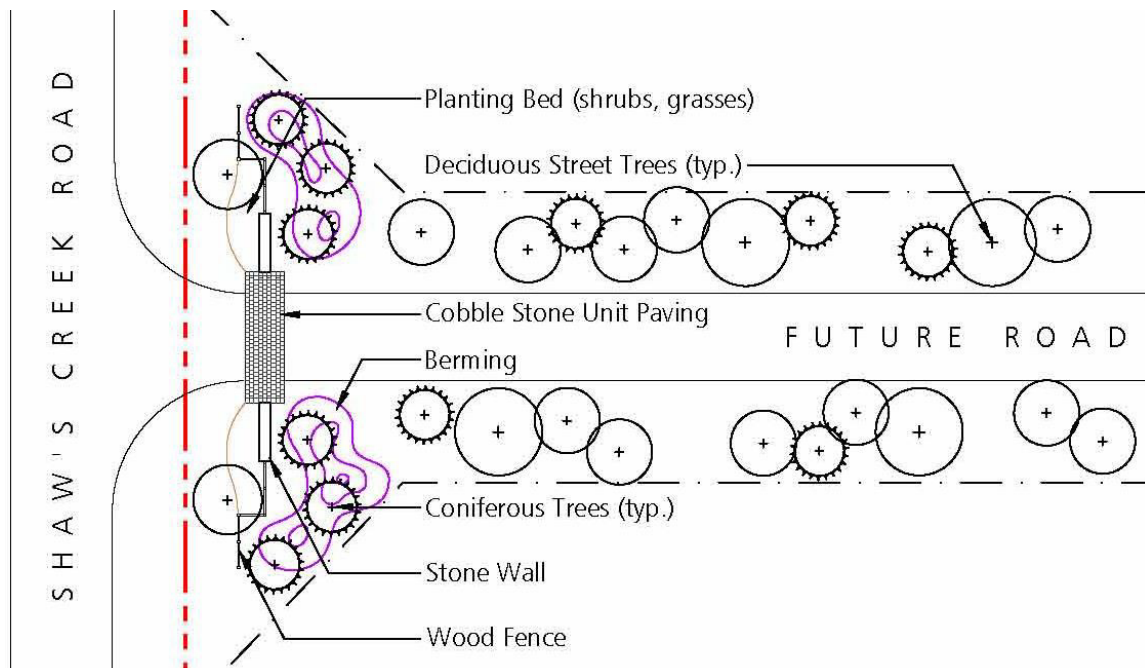 SHAW'S CREEK ROAD
Planting Bed (shrubs, grasses)
Deciduous Street Trees (typ.)
Cobble Stone Unit Paving
FUTURE ROAD
Berming
Coniferous Trees (typ.)
Stone Wall
Wood Fence